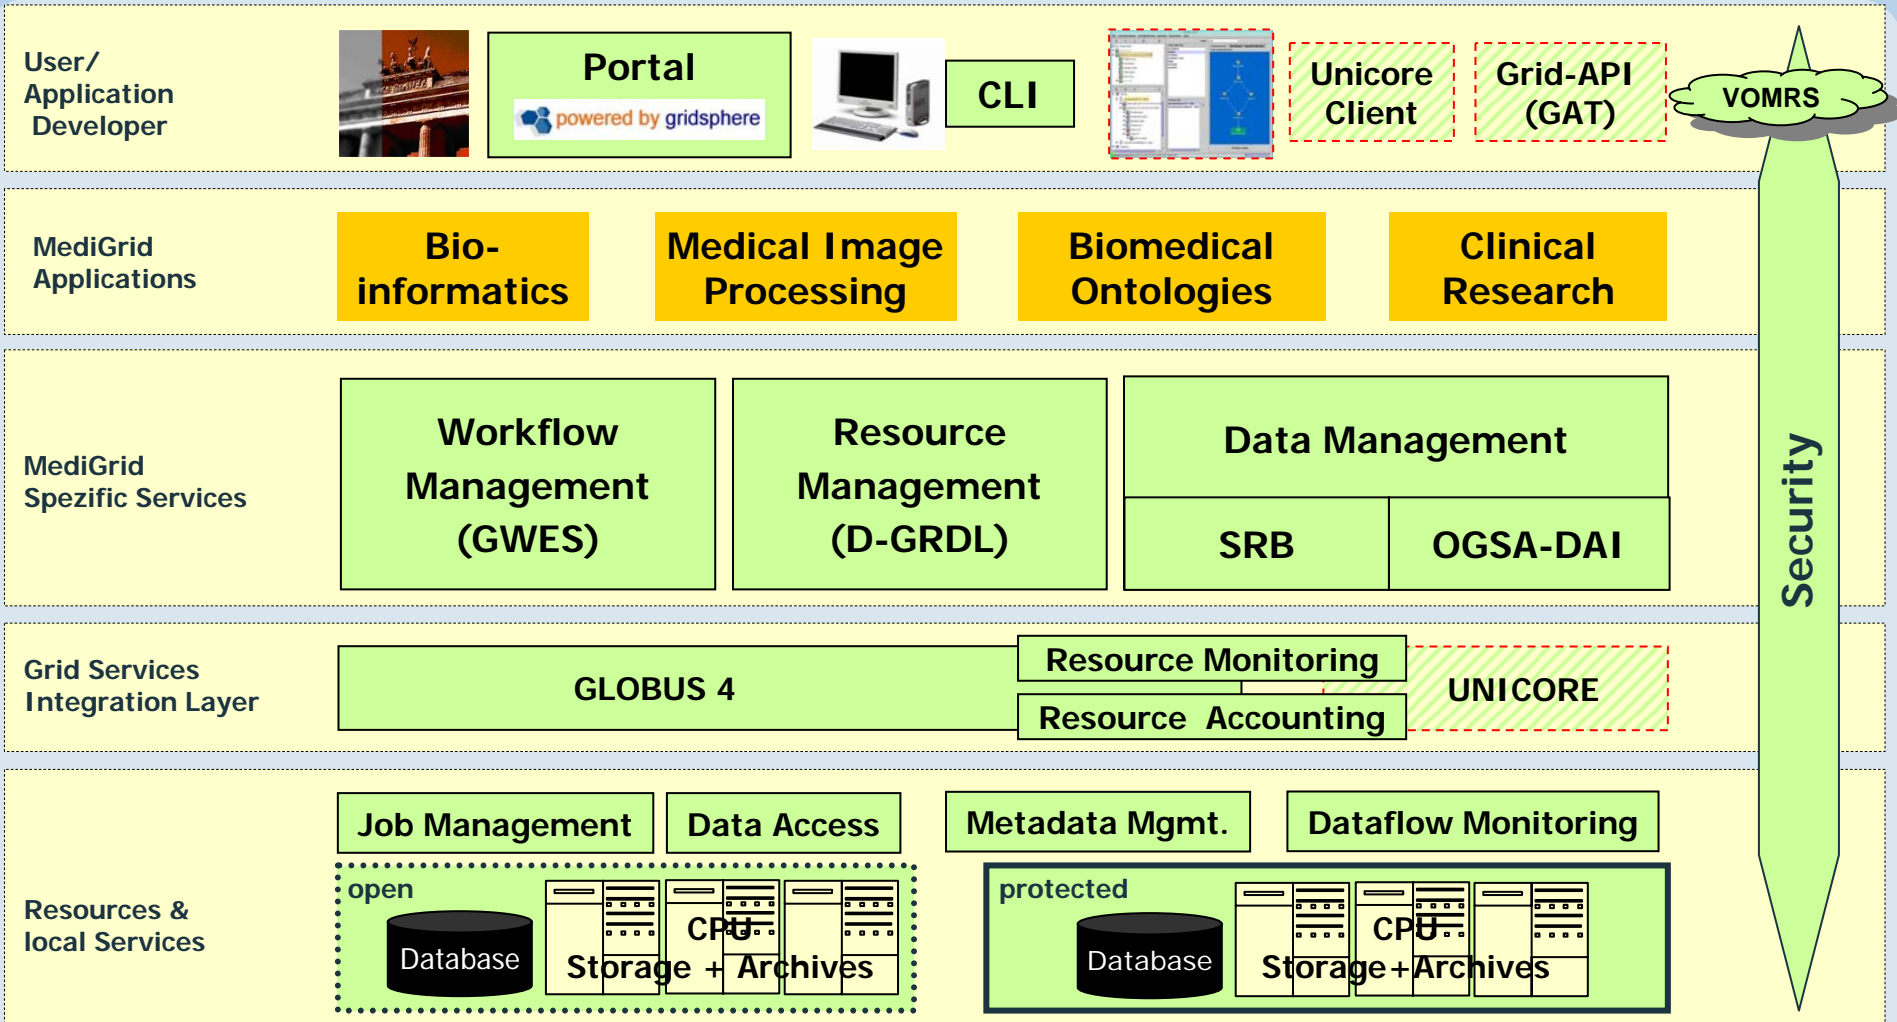 User/
Application
Developer
Portal
powered by gridsphere
CLI
Unicore
Client
Grid-API
(GAT)
VOMRS
MediGrid
Applications
Bio-
informatics
Medical Image
Processing
Biomedical
Ontologies
Clinical
Research
MediGrid
Spezific Services
Workflow
Management
(GWES)
Resource
Management
(D-GRDL)
Data Management
SRB
OGSA-DAI
Security
Grid Services
Integration Layer
GLOBUS 4
Resource Monitoring
Resource Accounting
UNICORE
Resources &
local Services
Job Management
Data Access
Metadata Mgmt.
Dataflow Monitoring
open
Database
CPU
Storage + Archives
protected
Database
CPU
Storage+Archives